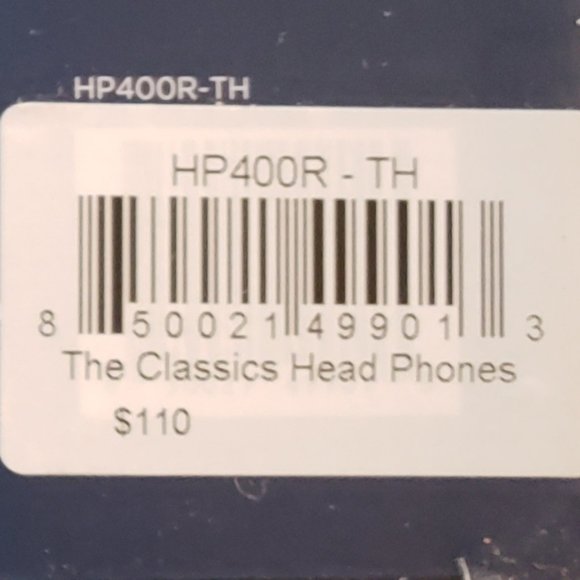 HP400R-TH
HP400R - TH
8 50021 49901 3
The Classics Head Phones
$110